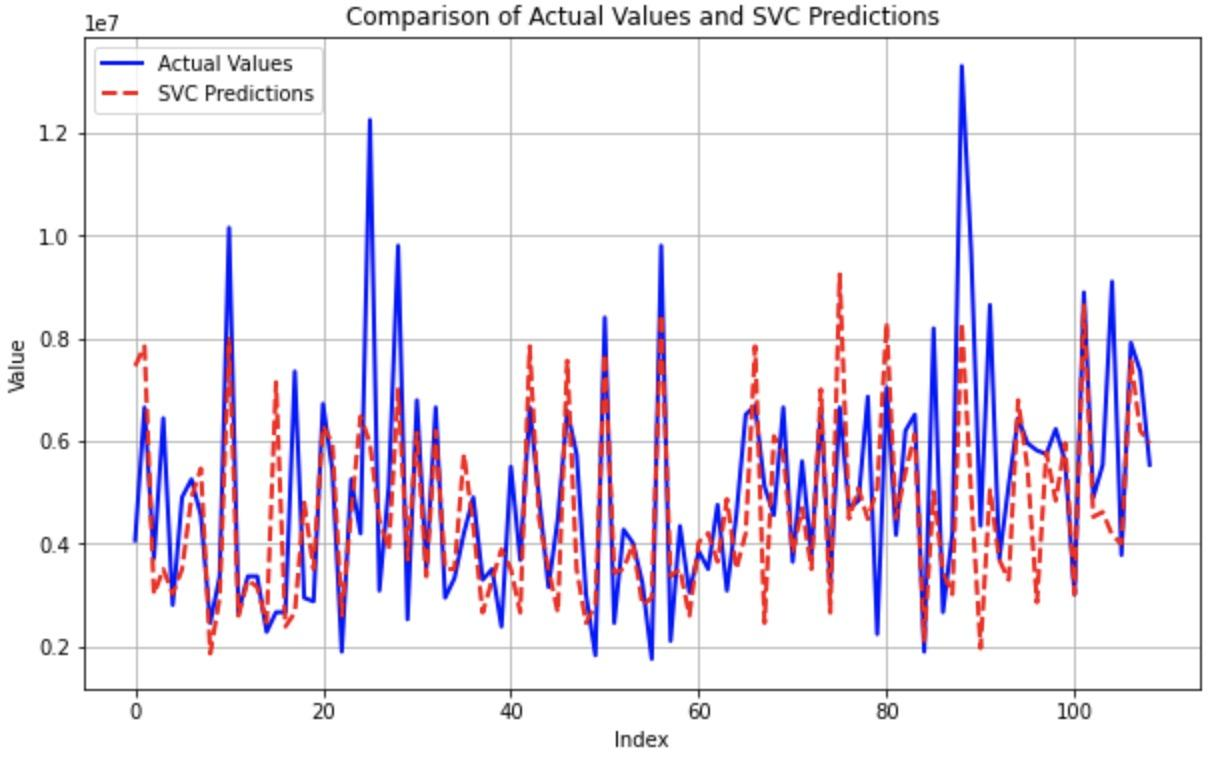 Comparison of Actual Values and SVC Predictions
1e7
Actual Values
SVC Predictions
1.2
1.0
0.8
0.6
0.4
0.2
Value
0 20 40 60 80 100
Index